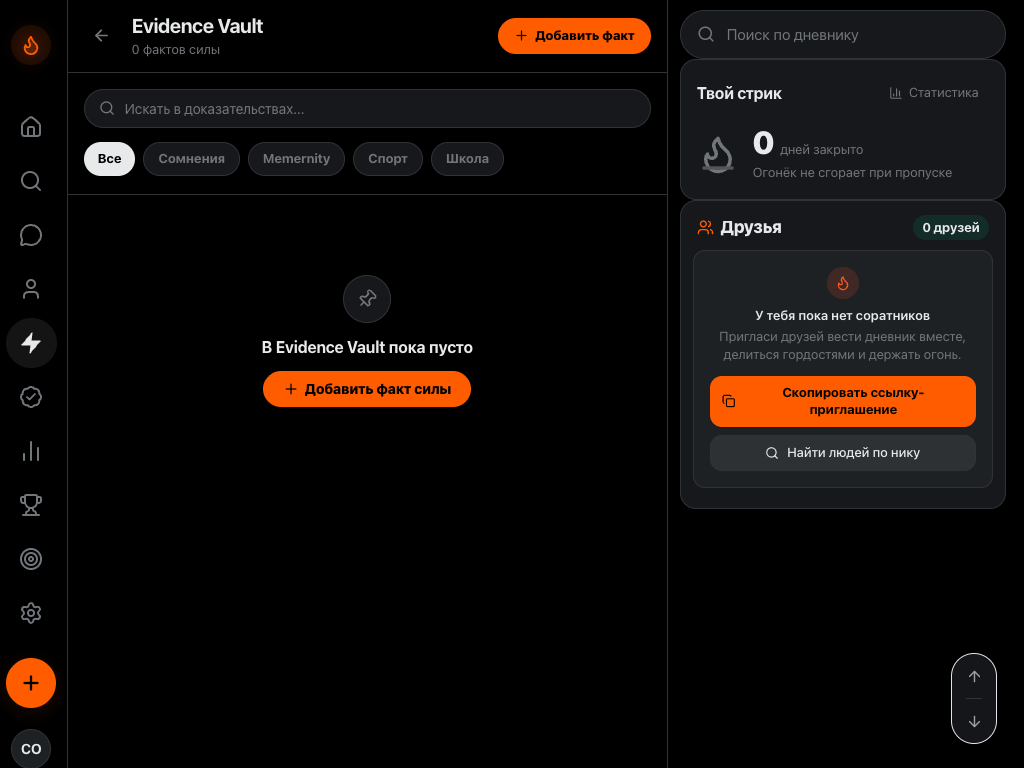 Evidence Vault
0 фактов силы
Добавить факт
Искать в доказательствах...
Все
Сомнения
Memernity
Спорт
Школа
В Evidence Vault пока пусто
Добавить факт силы
CO
Поиск по дневнику
Твой стрик
Статистика
0 дней закрыто
Огонёк не сгорает при пропуске
Друзья
0 друзей
У тебя пока нет соратников
Пригласи друзей вести дневник вместе,
делиться гордостями и держать огонь.
Скопировать ссылку-
приглашение
Найти людей по нику